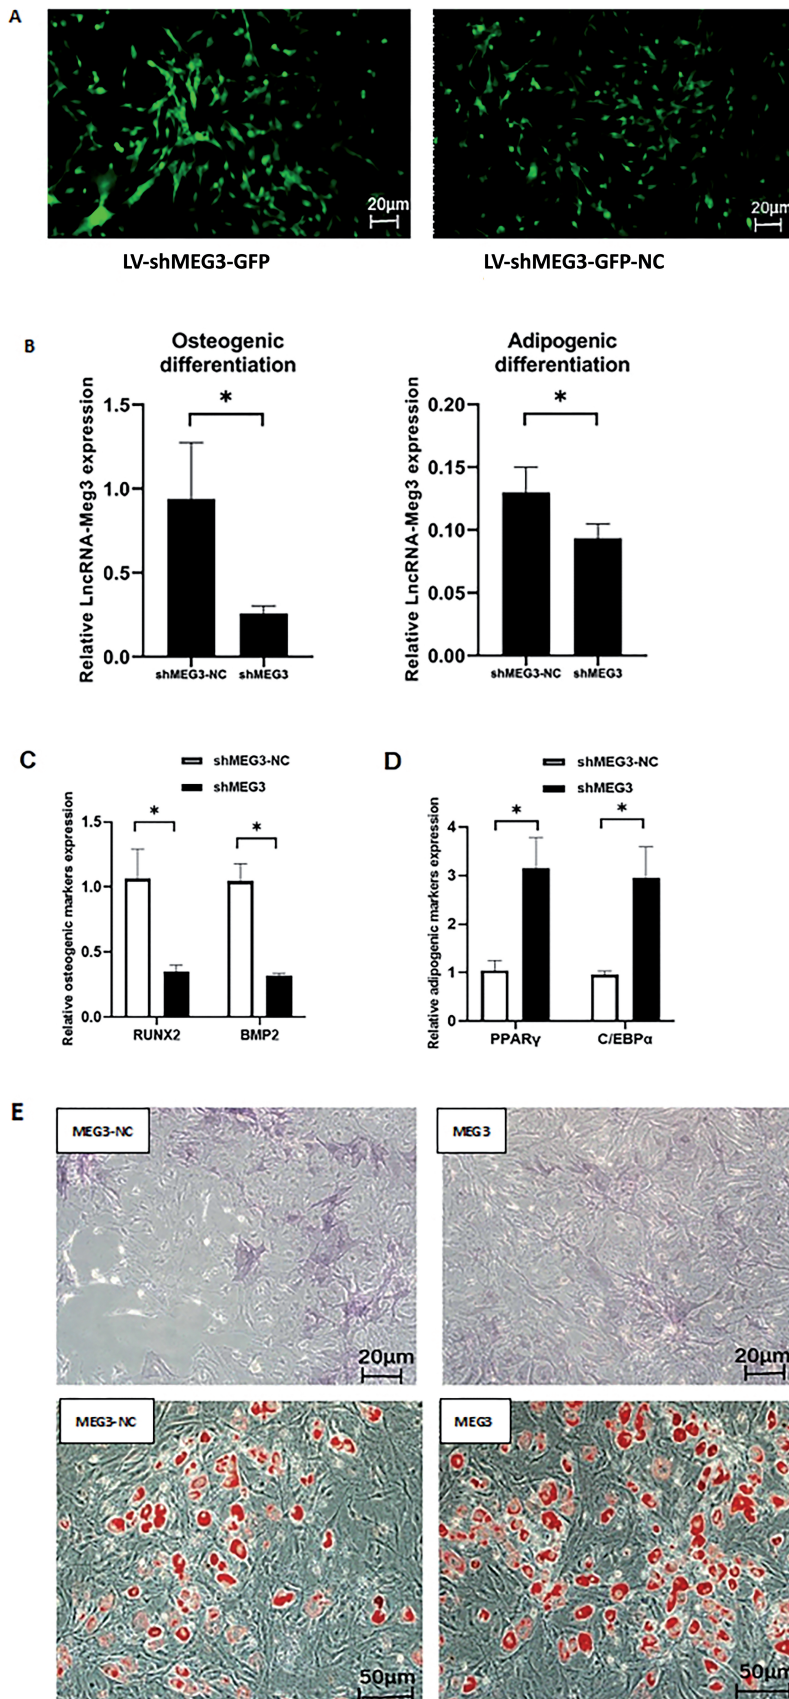 A
20μm
20μm
LV-shMEG3-GFP
LV-shMEG3-GFP-NC
B
Osteogenic
differentiation
Relative LncRNA-Meg3 expression
1.5
1.0
0.5
0.0
*
shMEG3-NC
shMEG3
Adipogenic
differentiation
Relative LncRNA-Meg3 expression
0.20
0.15
0.10
0.05
0.00
*
shMEG3-NC
shMEG3
C
shMEG3-NC
shMEG3
Relative osteogenic markers expression
1.5
1.0
0.5
0.0
*
*
RUNX2
BMP2
D
shMEG3-NC
shMEG3
Relative adipogenic markers expression
4
3
2
1
0
*
*
PPARγ
C/EBPα
E
MEG3-NC
20μm
MEG3
20μm
MEG3-NC
50μm
MEG3
50μm